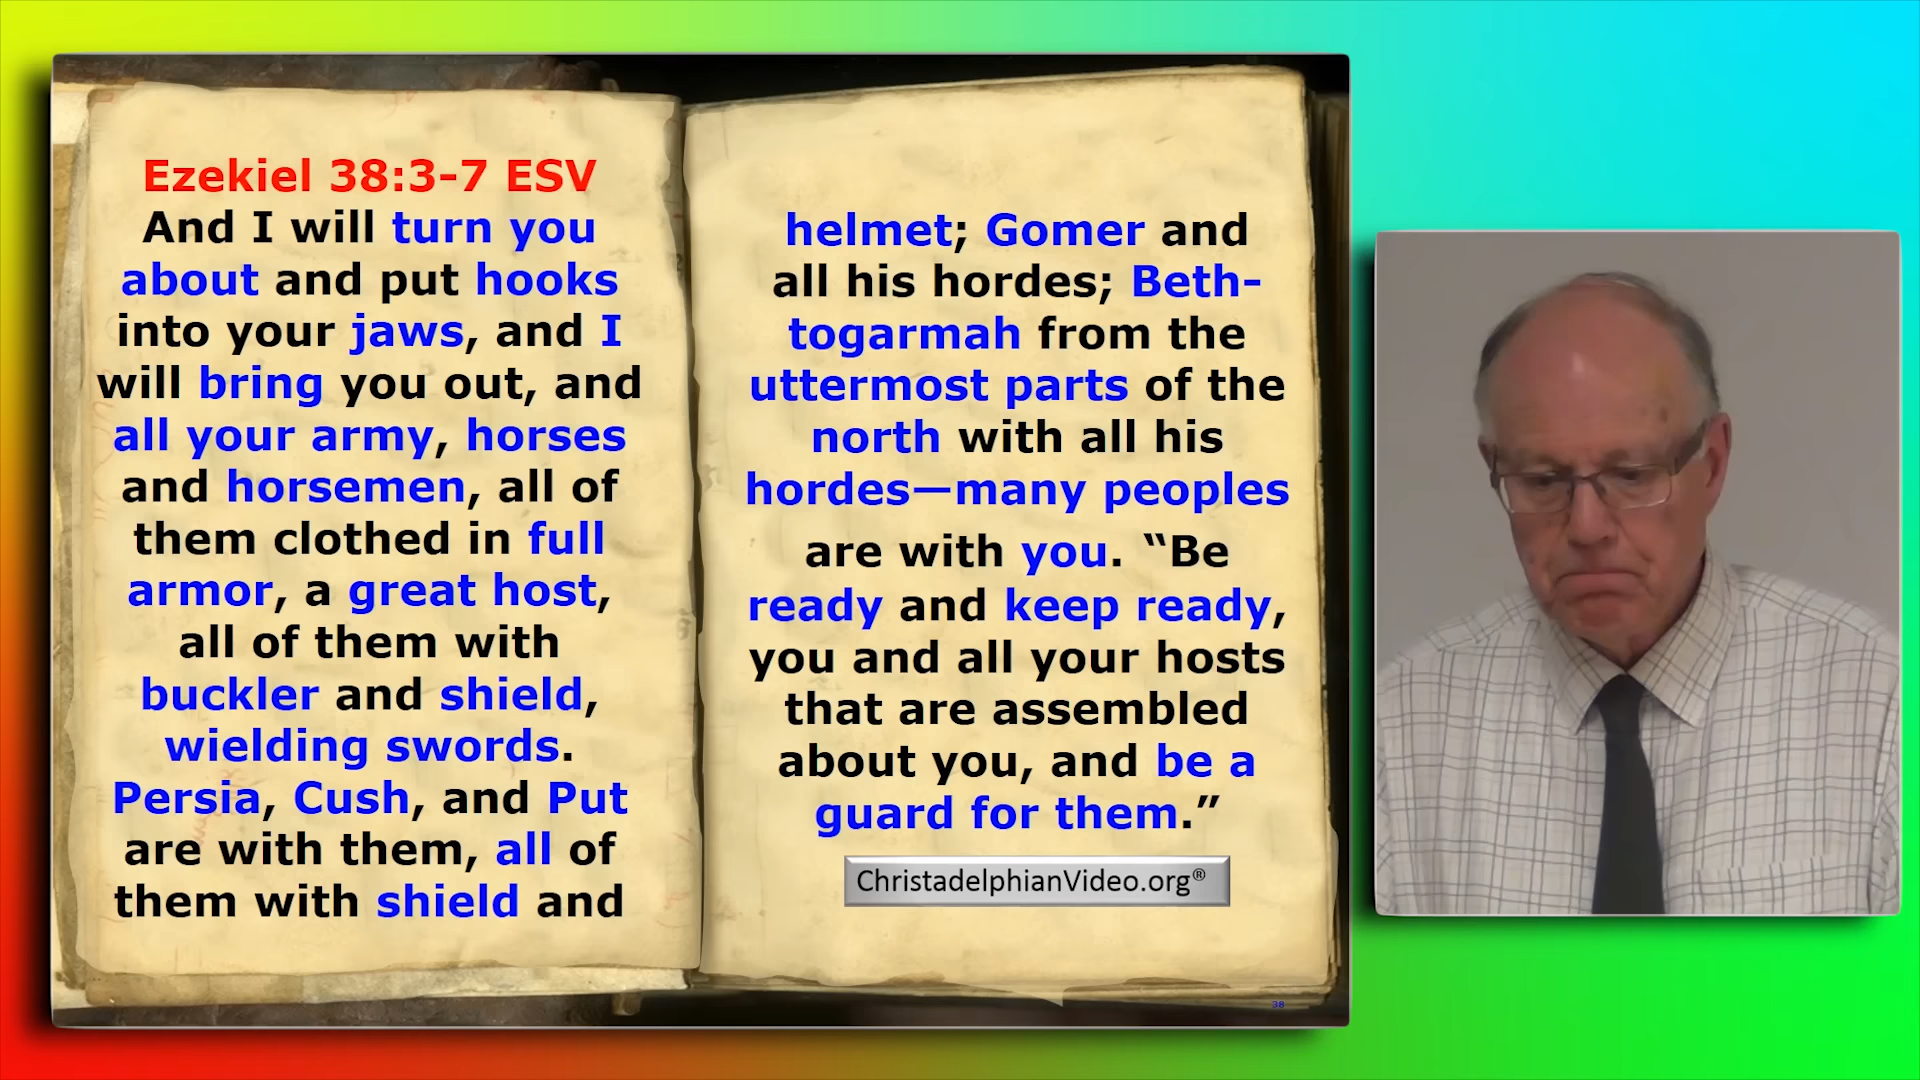 Ezekiel 38:3-7 ESV
And I will turn you
about and put hooks
into your jaws, and I
will bring you out, and
all your army, horses
and horsemen, all of
them clothed in full
armor, a great host,
all of them with
buckler and shield,
wielding swords.
Persia, Cush, and Put
are with them, all of
them with shield and
helmet; Gomer and
all his hordes; Beth-
togarmah from the
uttermost parts of the
north with all his
hordes—many peoples
are with you. “Be
ready and keep ready,
you and all your hosts
that are assembled
about you, and be a
guard for them.”
ChristadelphianVideo.org®
38